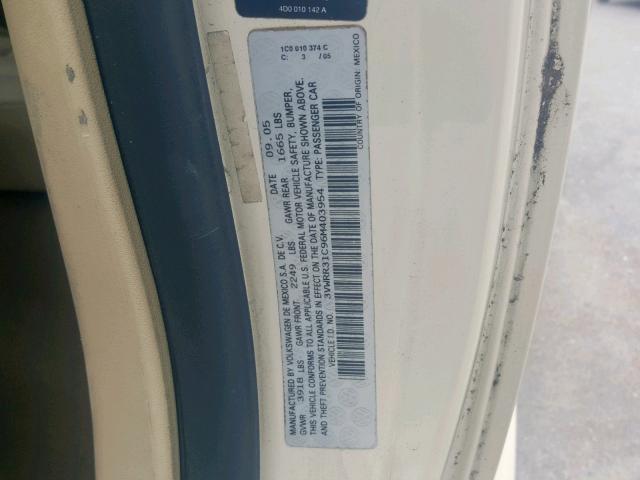 4D0 010 142 A
1C0 010 374 C
C: 3 / 05
MANUFACTURED BY VOLKSWAGEN DE MEXICO S.A. DE C.V. DATE 09.05
GVWR 3918 LBS GAWR FRONT 2249 LBS GAWR REAR 1665 LBS
THIS VEHICLE CONFORMS TO ALL APPLICABLE U.S. FEDERAL MOTOR VEHICLE SAFETY, BUMPER,
AND THEFT PREVENTION STANDARDS IN EFFECT ON THE DATE OF MANUFACTURE SHOWN ABOVE.
VEHICLE I.D. NO. 3VWRR31C96M403954 TYPE: PASSENGER CAR
COUNTRY OF ORIGIN: MEXICO